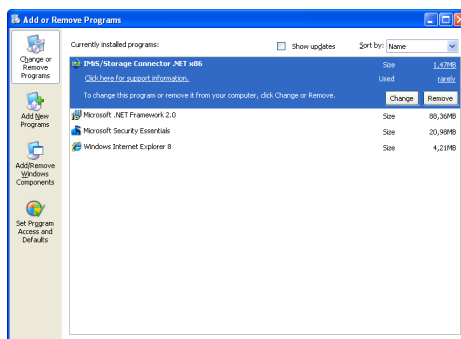 Add or Remove Programs
Change or
Remove
Programs
Add New
Programs
Add/Remove
Windows
Components
Set Program
Access and
Defaults
Currently installed programs:
Show updates
Sort by: Name
IMiS/Storage Connector .NET x86
Size 1,47MB
Click here for support information.
Used rarely
To change this program or remove it from your computer, click Change or Remove.
Change Remove
Microsoft .NET Framework 2.0
Size 88,36MB
Microsoft Security Essentials
Size 20,98MB
Windows Internet Explorer 8
Size 4,21MB